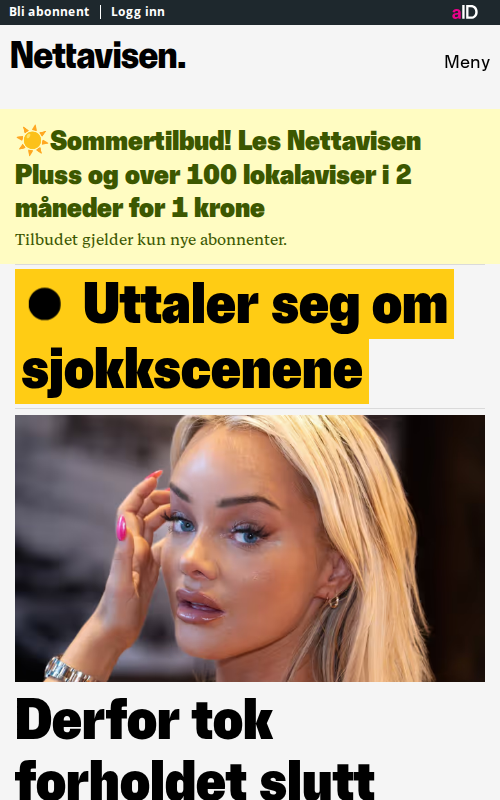 Bli abonnent
Logg inn
aID
Nettavisen.
Meny
☀️Sommertilbud! Les Nettavisen
Pluss og over 100 lokalaviser i 2
måneder for 1 krone
Tilbudet gjelder kun nye abonnenter.
● Uttaler seg om
sjokkscenene
Derfor tok
forholdet slutt